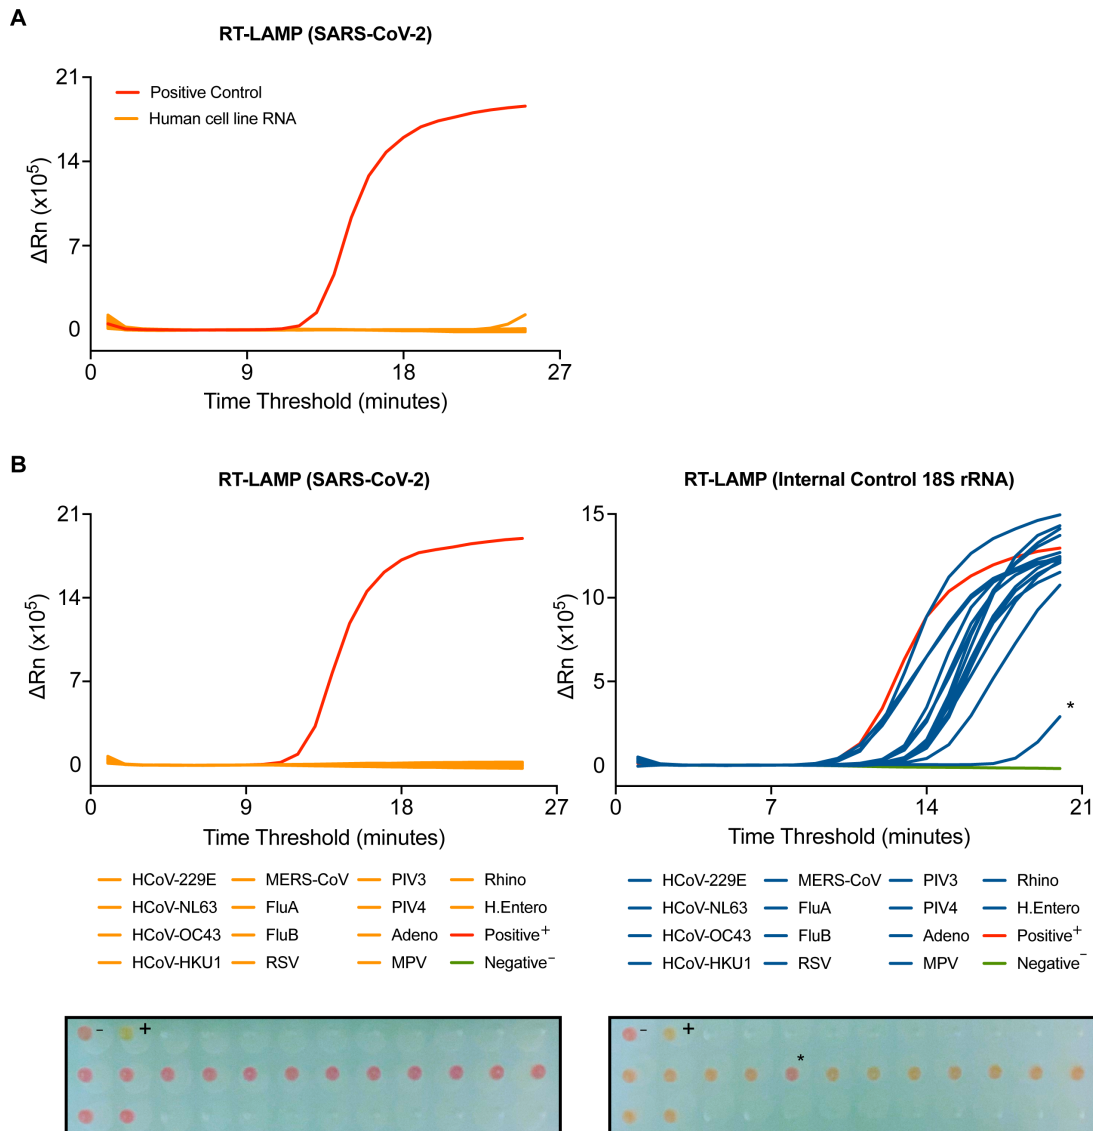 A
RT-LAMP (SARS-CoV-2)
21
14
7
0
ΔRn (x10⁵)
Positive Control
Human cell line RNA
0 9 18 27
Time Threshold (minutes)
B
RT-LAMP (SARS-CoV-2)
21
14
7
0
ΔRn (x10⁵)
0 9 18 27
Time Threshold (minutes)
HCoV-229E MERS-CoV PIV3 Rhino
HCoV-NL63 FluA PIV4 H.Entero
HCoV-OC43 FluB Adeno Positive⁺
HCoV-HKU1 RSV MPV Negative⁻
– +
RT-LAMP (Internal Control 18S rRNA)
15
10
5
0
ΔRn (x10⁵)
*
0 7 14 21
Time Threshold (minutes)
HCoV-229E MERS-CoV PIV3 Rhino
HCoV-NL63 FluA PIV4 H.Entero
HCoV-OC43 FluB Adeno Positive⁺
HCoV-HKU1 RSV MPV Negative⁻
– +
*